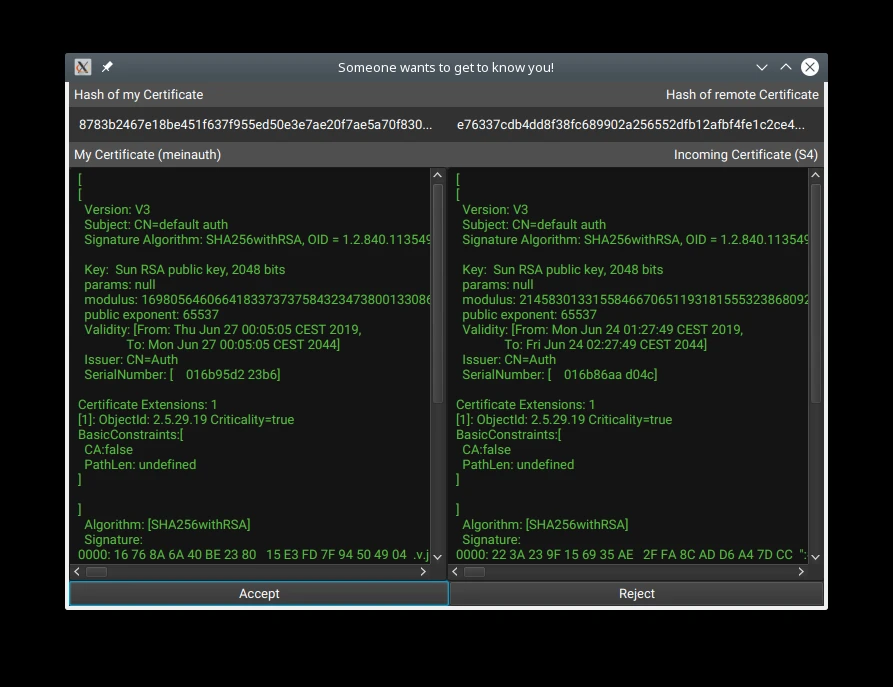 Someone wants to get to know you!
Hash of my Certificate
Hash of remote Certificate
8783b2467e18be451f637f955ed50e3e7ae20f7ae5a70f830...
e76337cdb4dd8f38fc689902a256552dfb12afbf4fe1c2ce4...
My Certificate (meinauth)
Incoming Certificate (S4)
[
[
Version: V3
Subject: CN=default auth
Signature Algorithm: SHA256withRSA, OID = 1.2.840.113549
Key: Sun RSA public key, 2048 bits
params: null
modulus: 1698056460664183373737584323473800133086
public exponent: 65537
Validity: [From: Thu Jun 27 00:05:05 CEST 2019,
To: Mon Jun 27 00:05:05 CEST 2044]
Issuer: CN=Auth
SerialNumber: [ 016b95d2 23b6]
Certificate Extensions: 1
[1]: ObjectId: 2.5.29.19 Criticality=true
BasicConstraints:[
CA:false
PathLen: undefined
]
]
Algorithm: [SHA256withRSA]
Signature:
0000: 16 76 8A 6A 40 BE 23 80 15 E3 FD 7F 94 50 49 04 .v.j
[
[
Version: V3
Subject: CN=default auth
Signature Algorithm: SHA256withRSA, OID = 1.2.840.113549
Key: Sun RSA public key, 2048 bits
params: null
modulus: 21458301331558466706511931815553238680​92
public exponent: 65537
Validity: [From: Mon Jun 24 01:27:49 CEST 2019,
To: Fri Jun 24 02:27:49 CEST 2044]
Issuer: CN=Auth
SerialNumber: [ 016b86aa d04c]
Certificate Extensions: 1
[1]: ObjectId: 2.5.29.19 Criticality=true
BasicConstraints:[
CA:false
PathLen: undefined
]
]
Algorithm: [SHA256withRSA]
Signature:
0000: 22 3A 23 9F 15 69 35 AE 2F FA 8C AD D6 A4 7D CC ":
Accept
Reject